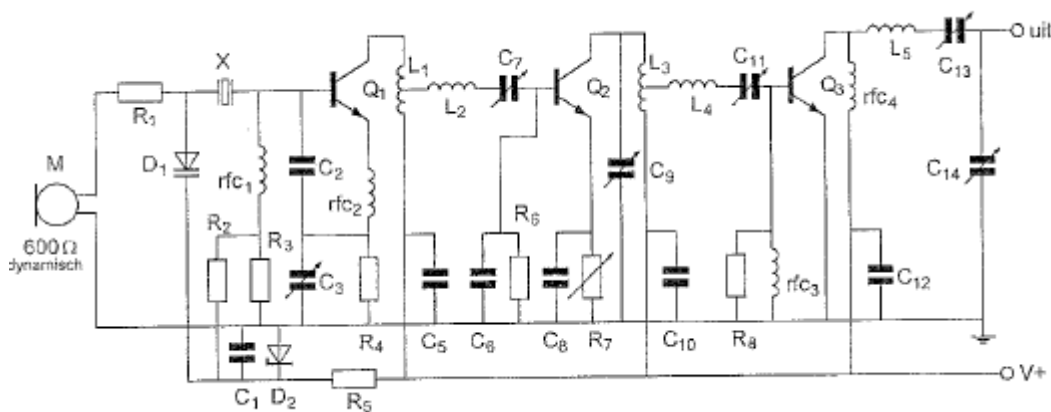 X
M
600Ω
dynamisch
R1
D1
rfc1
R2
R3
C1
D2
C2
C3
rfc2
R4
R5
Q1
L1
L2
C5
C7
C6
R6
C8
Q2
R7
C9
L3
L4
C10
C11
R8
rfc3
Q3
rfc4
C12
L5
C13
C14
uit
V+